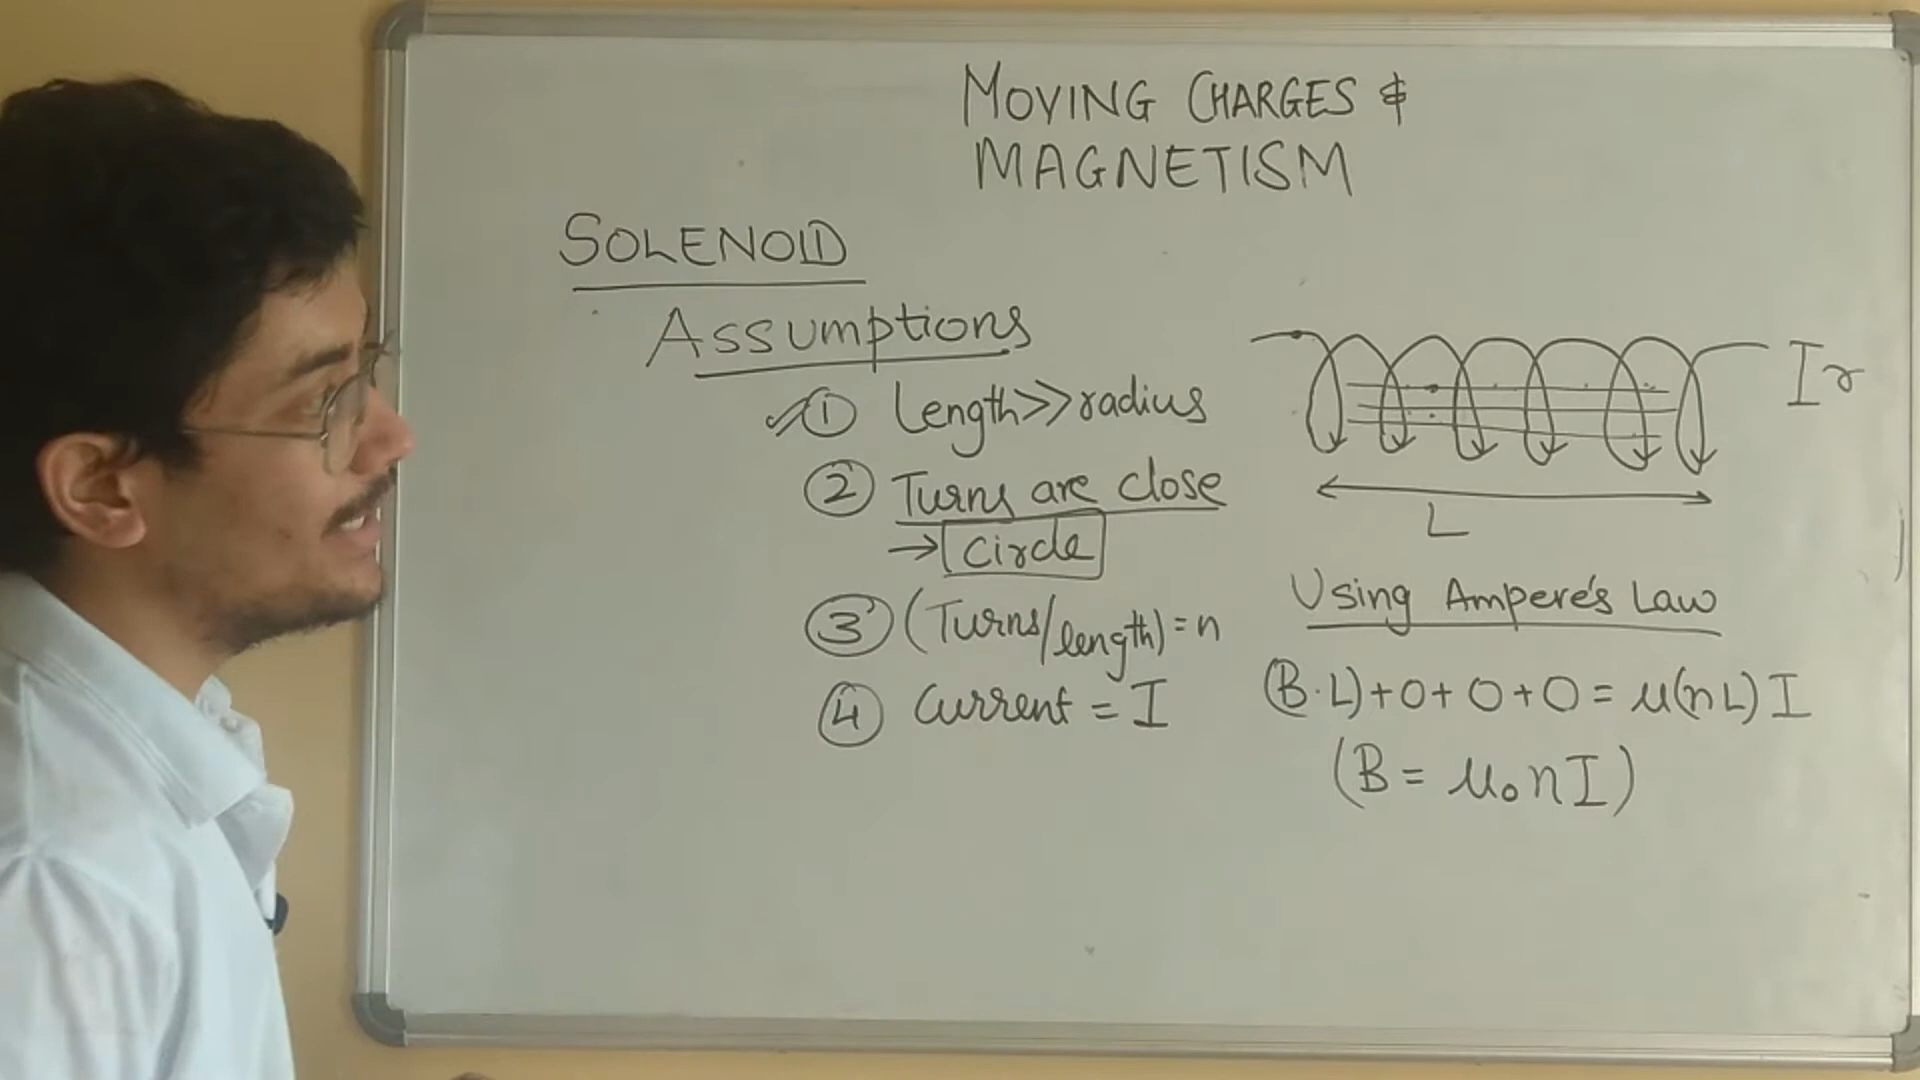 MOVING CHARGES &
MAGNETISM
SOLENOID
Assumptions
① Length >> radius
② Turns are close
→ Circle
③ (Turns/length) = n
④ Current = I
I r
L
Using Ampere's Law
(B·L)+0+0+0 = μ(nL)I
(B = μ₀nI)